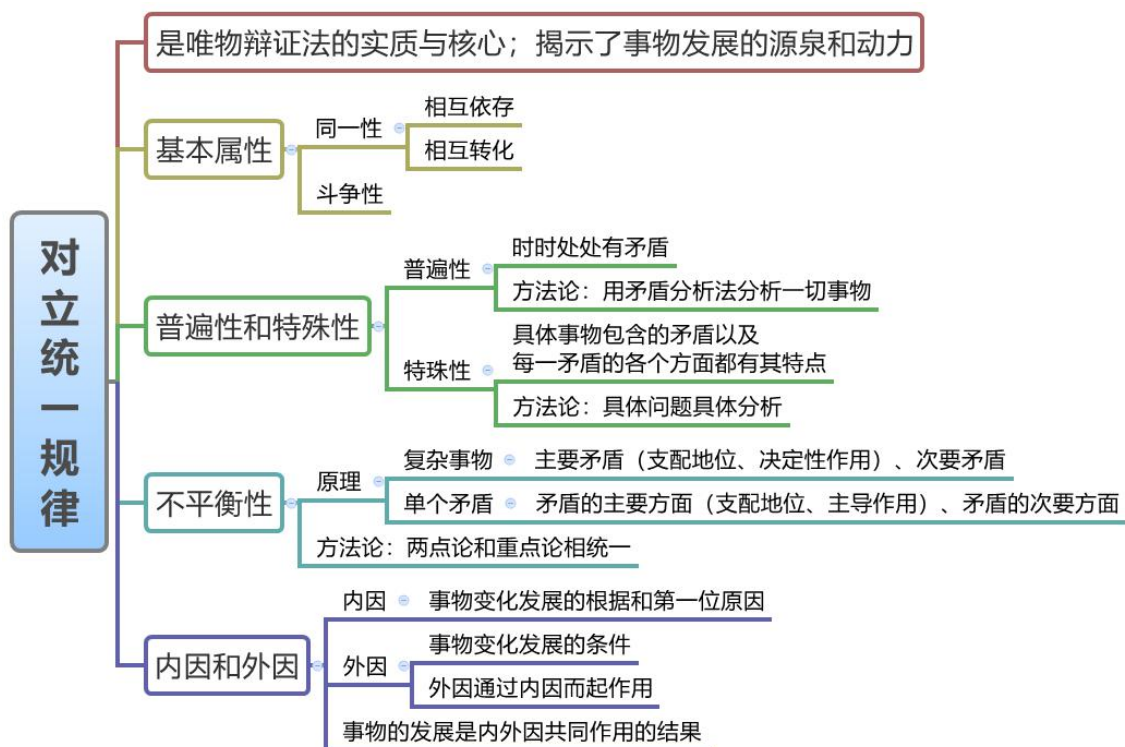 是唯物辩证法的实质与核心；揭示了事物发展的源泉和动力
相互依存
同一性
基本属性
相互转化
斗争性
对立统一规律
时时处处有矛盾
普遍性
方法论：用矛盾分析法分析一切事物
普遍性和特殊性
具体事物包含的矛盾以及
每一矛盾的各个方面都有其特点
特珠性
方法论：具体问题具体分析
复杂事物
主要矛盾（支配地位、决定性作用）、次要矛盾
原理
不平衡性
单个矛盾
矛盾的主要方面（支配地位、主导作用）、矛盾的次要方面
方法论：两点论和重点论相统一
内因
事物变化发展的根据和第一位原因
事物变化发展的条件
内因和外因
外因
外因通过内因而起作用
事物的发展是内外因共同作用的结果